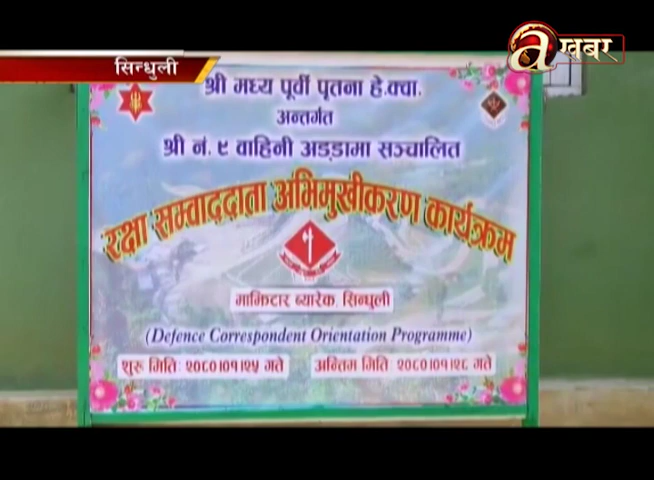 सिन्धुली
a खबर
श्री मध्य पूर्वी पृतना हे.क्वा.
अन्तर्गत
श्री नं. ९ वाहिनी अड्डामा सञ्चालित
रक्षा सम्वाददाता अभिमुखीकरण कार्यक्रम
माझिटार ब्यारेक, सिन्धुली
(Defence Correspondent Orientation Programme)
शुरु मिति: २०८०।०१।२५ गते अन्तिम मिति: २०८०।०१।२८ गते